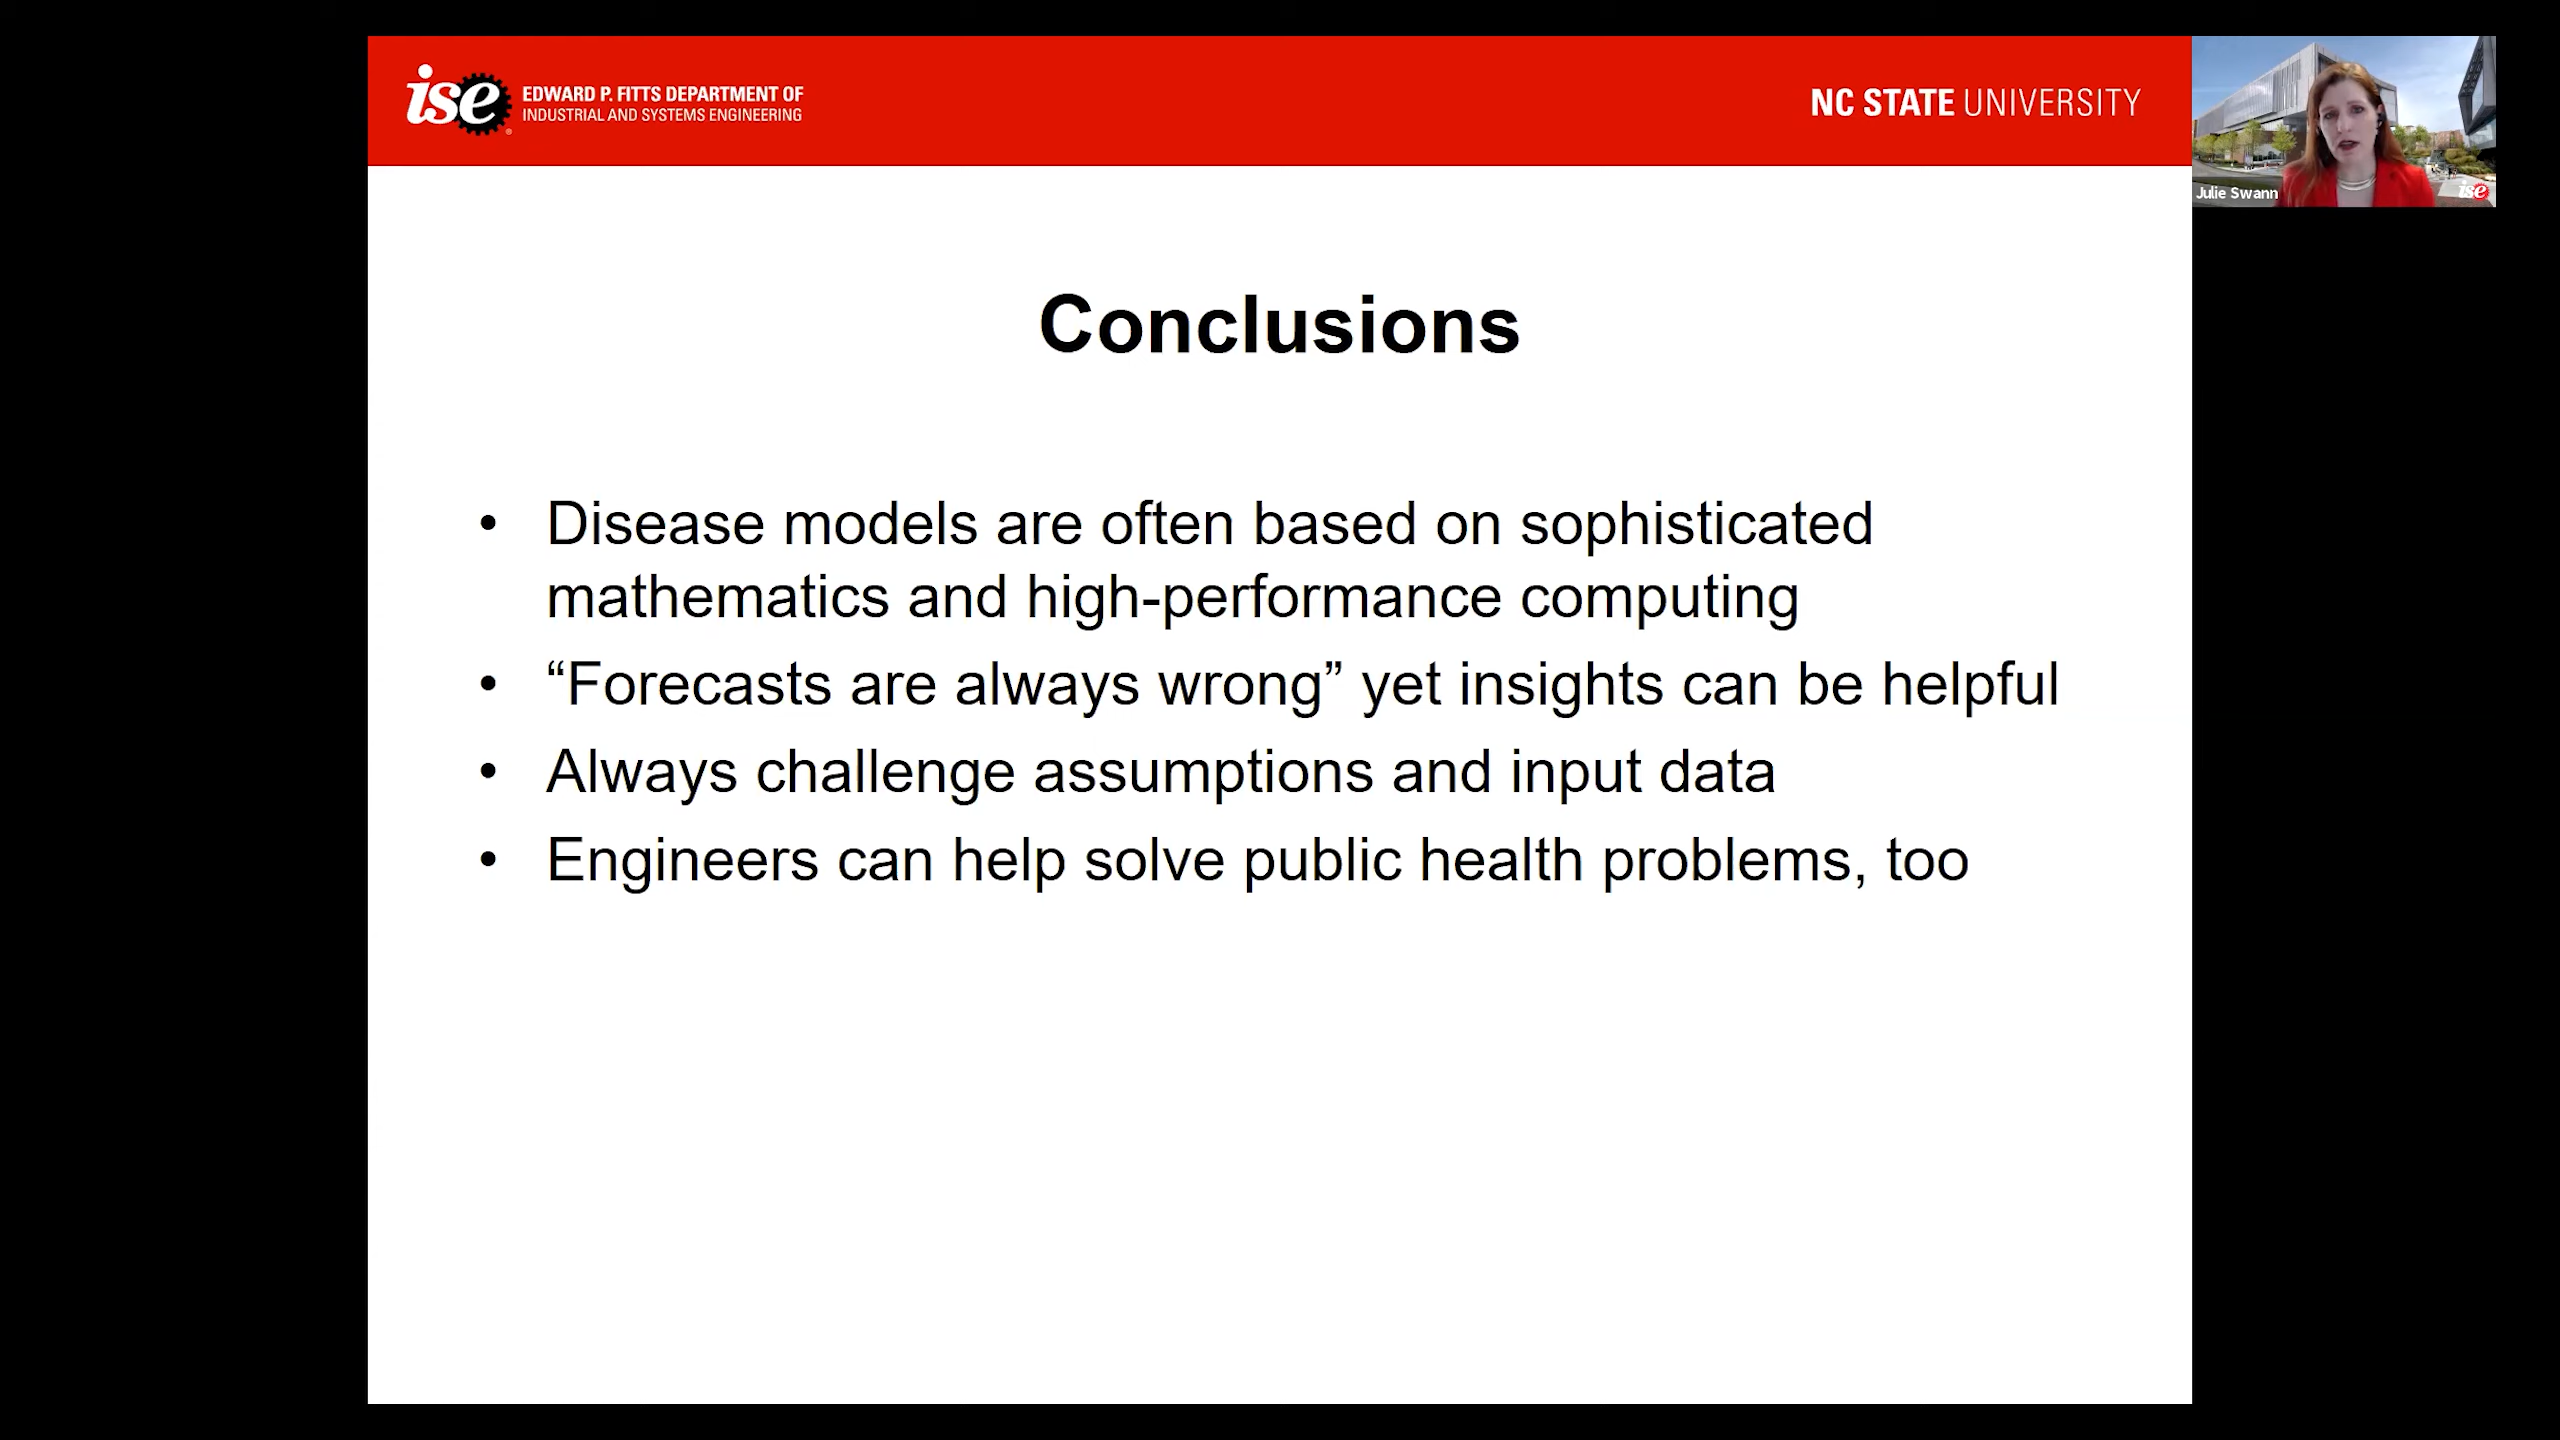 ise
EDWARD P. FITTS DEPARTMENT OF
INDUSTRIAL AND SYSTEMS ENGINEERING
NC STATE UNIVERSITY
Julie Swann
ise
Conclusions
• Disease models are often based on sophisticated
mathematics and high-performance computing
• “Forecasts are always wrong” yet insights can be helpful
• Always challenge assumptions and input data
• Engineers can help solve public health problems, too